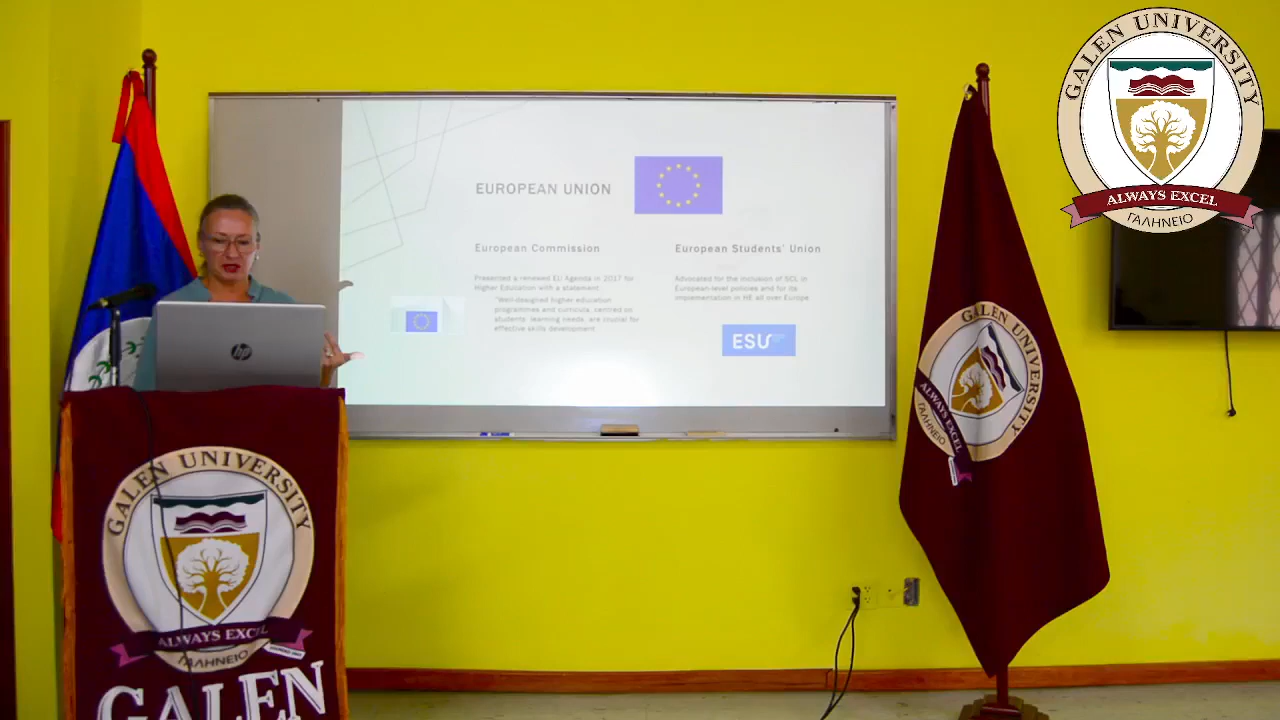 EUROPEAN UNION
European Commission
Presented a renewed EU Agenda in 2017 for
Higher Education with a statement
"Well-designed higher education
programmes and curricula, centred on
students' learning needs, are crucial for
effective skills development
European Students' Union
Advocated for the inclusion of SCL in
European-level policies and for its
implementation in HE all over Europe
ESU
hp
GALEN UNIVERSITY
ALWAYS EXCEL
ΓΑΛΗΝΕΙΟ
GALEN
GALEN UNIVERSITY
ALWAYS EXCEL
ΓΑΛΗΝΕΙΟ
GALEN UNIVERSITY
ALWAYS EXCEL
ΓΑΛΗΝΕΙΟ